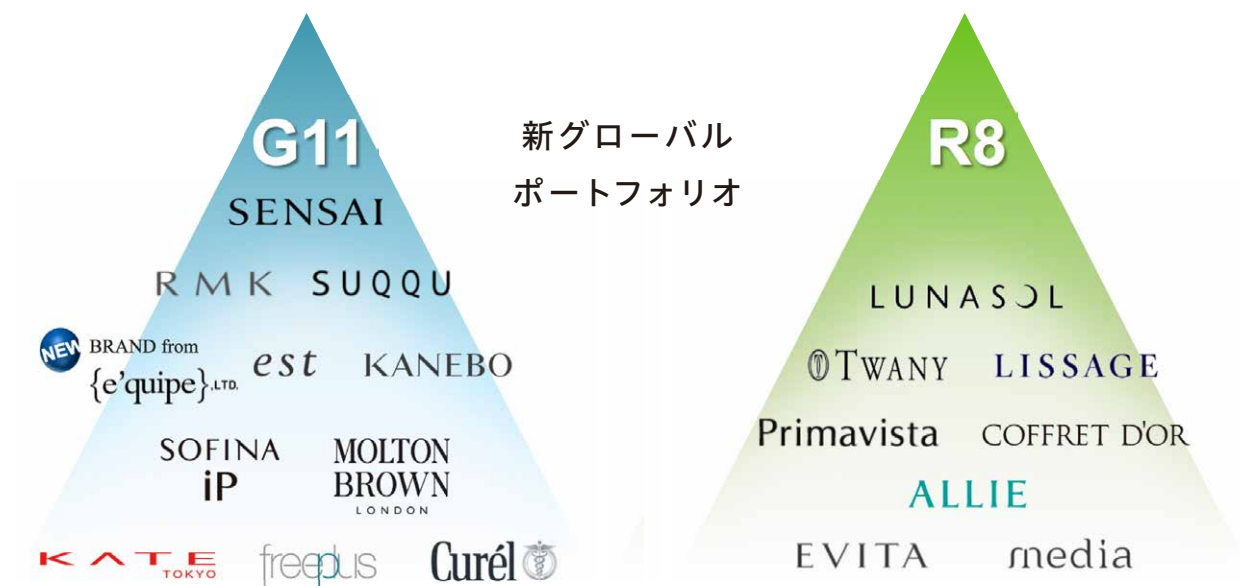 G11
SENSAI
RMK SUQQU
NEW BRAND from
{e'quipe}.LTD.
est KANEBO
SOFINA
iP
MOLTON
BROWN
LONDON
KATE
TOKYO
freeplus
Curél
新グローバル
ポートフォリオ
R8
LUNASOL
TWANY LISSAGE
Primavista COFFRET D'OR
ALLIE
EVITA media